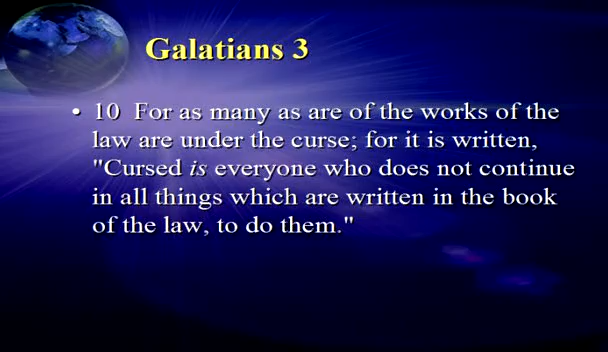 Galatians 3
• 10 For as many as are of the works of the
law are under the curse; for it is written,
"Cursed is everyone who does not continue
in all things which are written in the book
of the law, to do them."